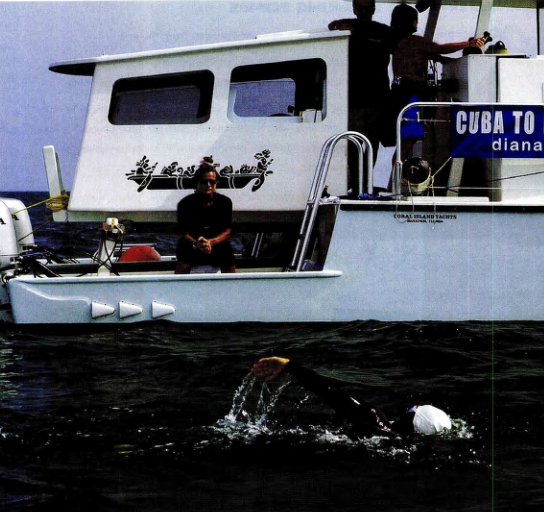 CUBA TO
diana
CORAL ISLAND YACHTS